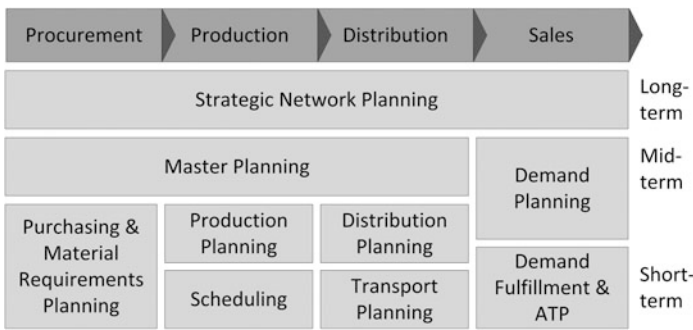 Procurement
Production
Distribution
Sales
Strategic Network Planning
Long-
term
Master Planning
Demand
Planning
Mid-
term
Purchasing &
Material
Requirements
Planning
Production
Planning
Distribution
Planning
Scheduling
Transport
Planning
Demand
Fulfillment &
ATP
Short-
term